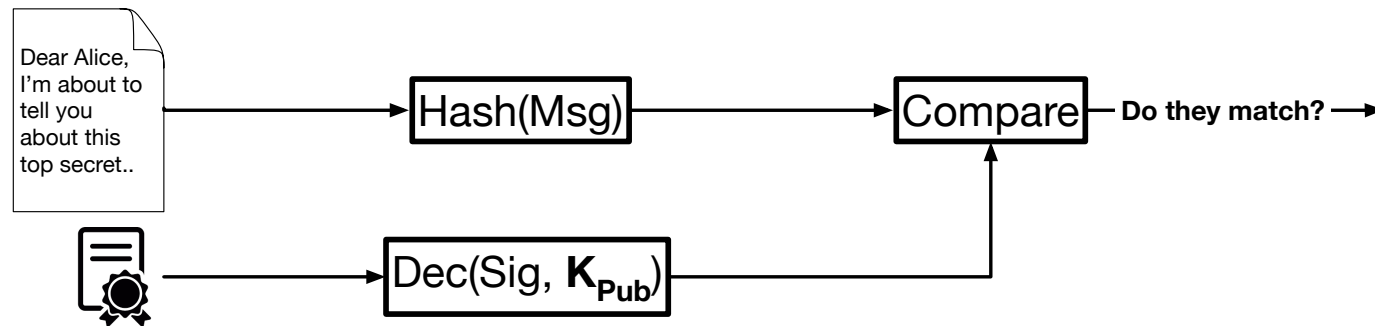 Dear Alice,
I'm about to
tell you
about this
top secret..
Hash(Msg)
Compare
Do they match?
Dec(Sig, KPub)